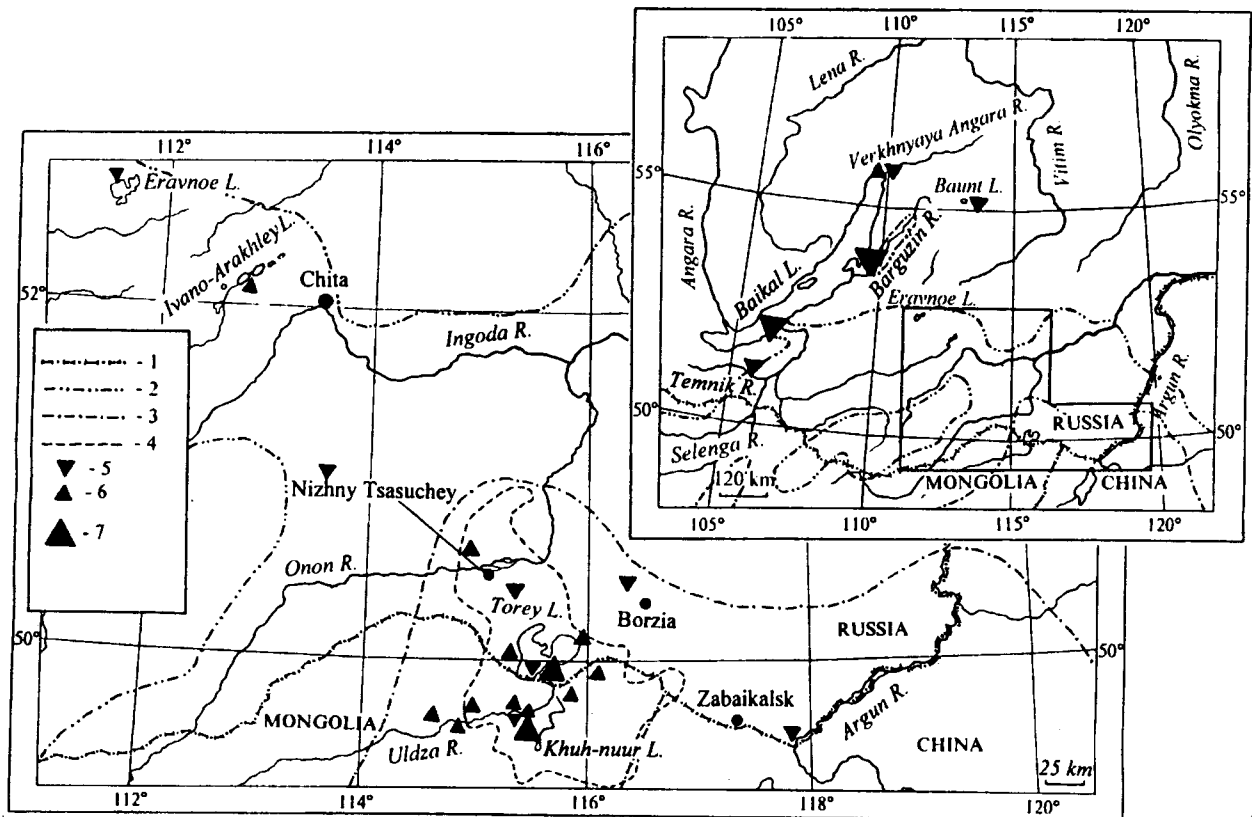 105° 110° 115° 120°
Lena R.
Olyokma R.
Verkhnyaya Angara R.
Vitim R.
55°
Baunt L.
55°
Angara R.
Barguzin R.
Baikal L.
Eravnoe L.
Temnik R.
Argun R.
50°
RUSSIA
50°
Selenga R.
120 km
MONGOLIA
CHINA
105° 110° 115° 120°
112° 114° 116°
Eravnoe L.
Ivano-Arakhley L.
Chita
52°
Ingoda R.
- 1
- 2
- 3
- 4
- 5
- 6
- 7
Nizhny Tsasuchey
Onon R.
Torey L.
Borzia
50°
RUSSIA
50°
Zabaikalsk
MONGOLIA
Argun R.
Uldza R.
Khuh-nuur L.
CHINA
25 km
112° 114° 116° 118° 120°